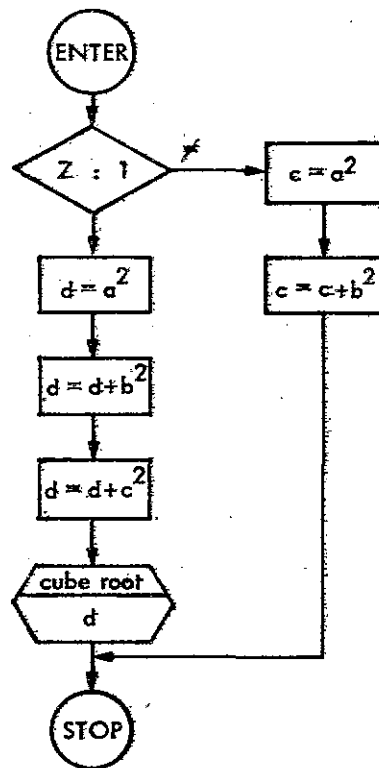 ENTER
Z : 1
≠
c = a²
d = a²
c = c+b²
d = d+b²
d = d+c²
cube root
d
STOP